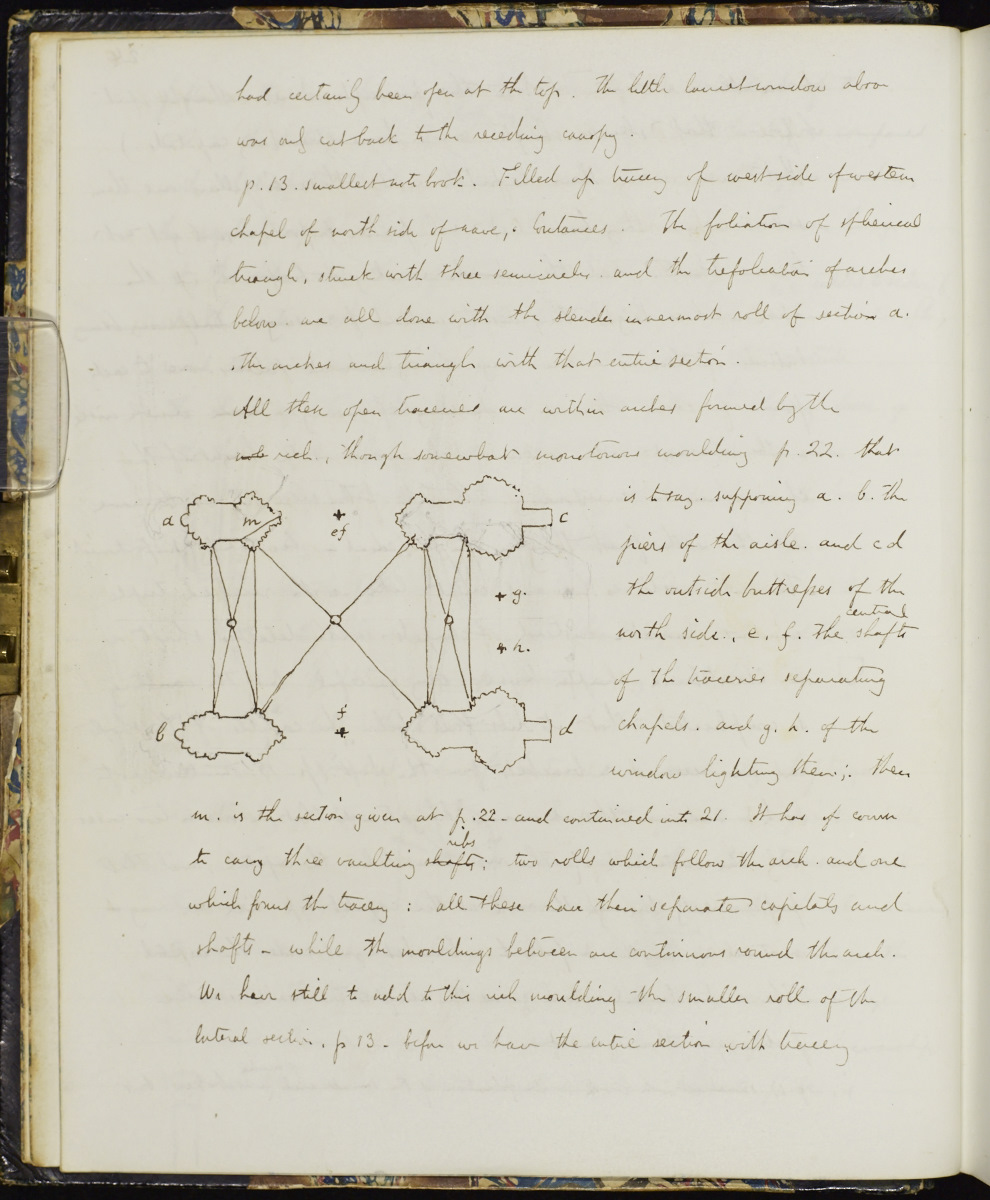 had certainly been open at the top. The little lancet window above
was only cut back to the receding canopy.
p. 13. smallest note book. Filled up tracery of west side of western
chapel of north side of nave, Coutances. The foliation of spherical
triangle, struck with three semicircles. and the trefoliation of arches
below. are all done with the slender innermost roll of section a.
The arches and triangle with that entire section.
All these open traceries are within arches formed by the
rich, though somewhat monotonous moulding p. 22. that
is to say. supposing a. b. the
piers of the aisle. and c d
the outside buttresses of the
north side., e. f. the central shafts
of the traceries separating
chapels. and g. h. of the
window lighting them; then
m. is the section given at p. 22 - and continued into 21. It has of course
to carry three vaulting shafts ribs: two rolls which follow the arch. and one
which forms the tracery: all these have their separate capitals and
shafts - while the mouldings between are continuous round the arch.
We have still to add to this rich moulding the smaller roll of the
lateral section. p 13 - before we have the entire section with tracery
a
m
ef
c
g.
h.
b
f
d